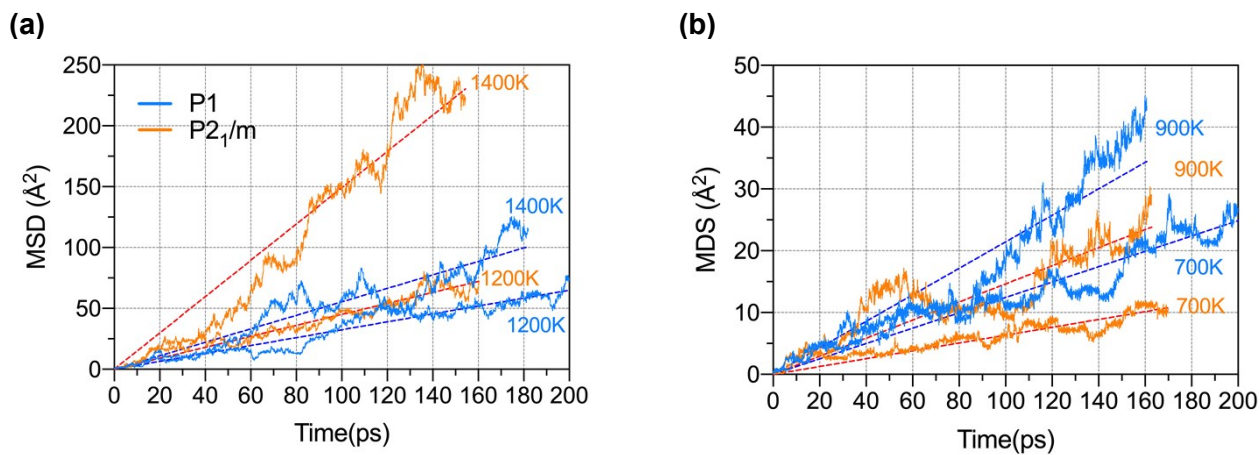 (a)
250
200
150
100
50
0
MSD (Å²)
P1
P2₁/m
1400K
1400K
1200K
1200K
0 20 40 60 80 100 120 140 160 180 200
Time(ps)
(b)
50
40
30
20
10
0
MDS (Å²)
900K
900K
700K
700K
0 20 40 60 80 100 120 140 160 180 200
Time(ps)